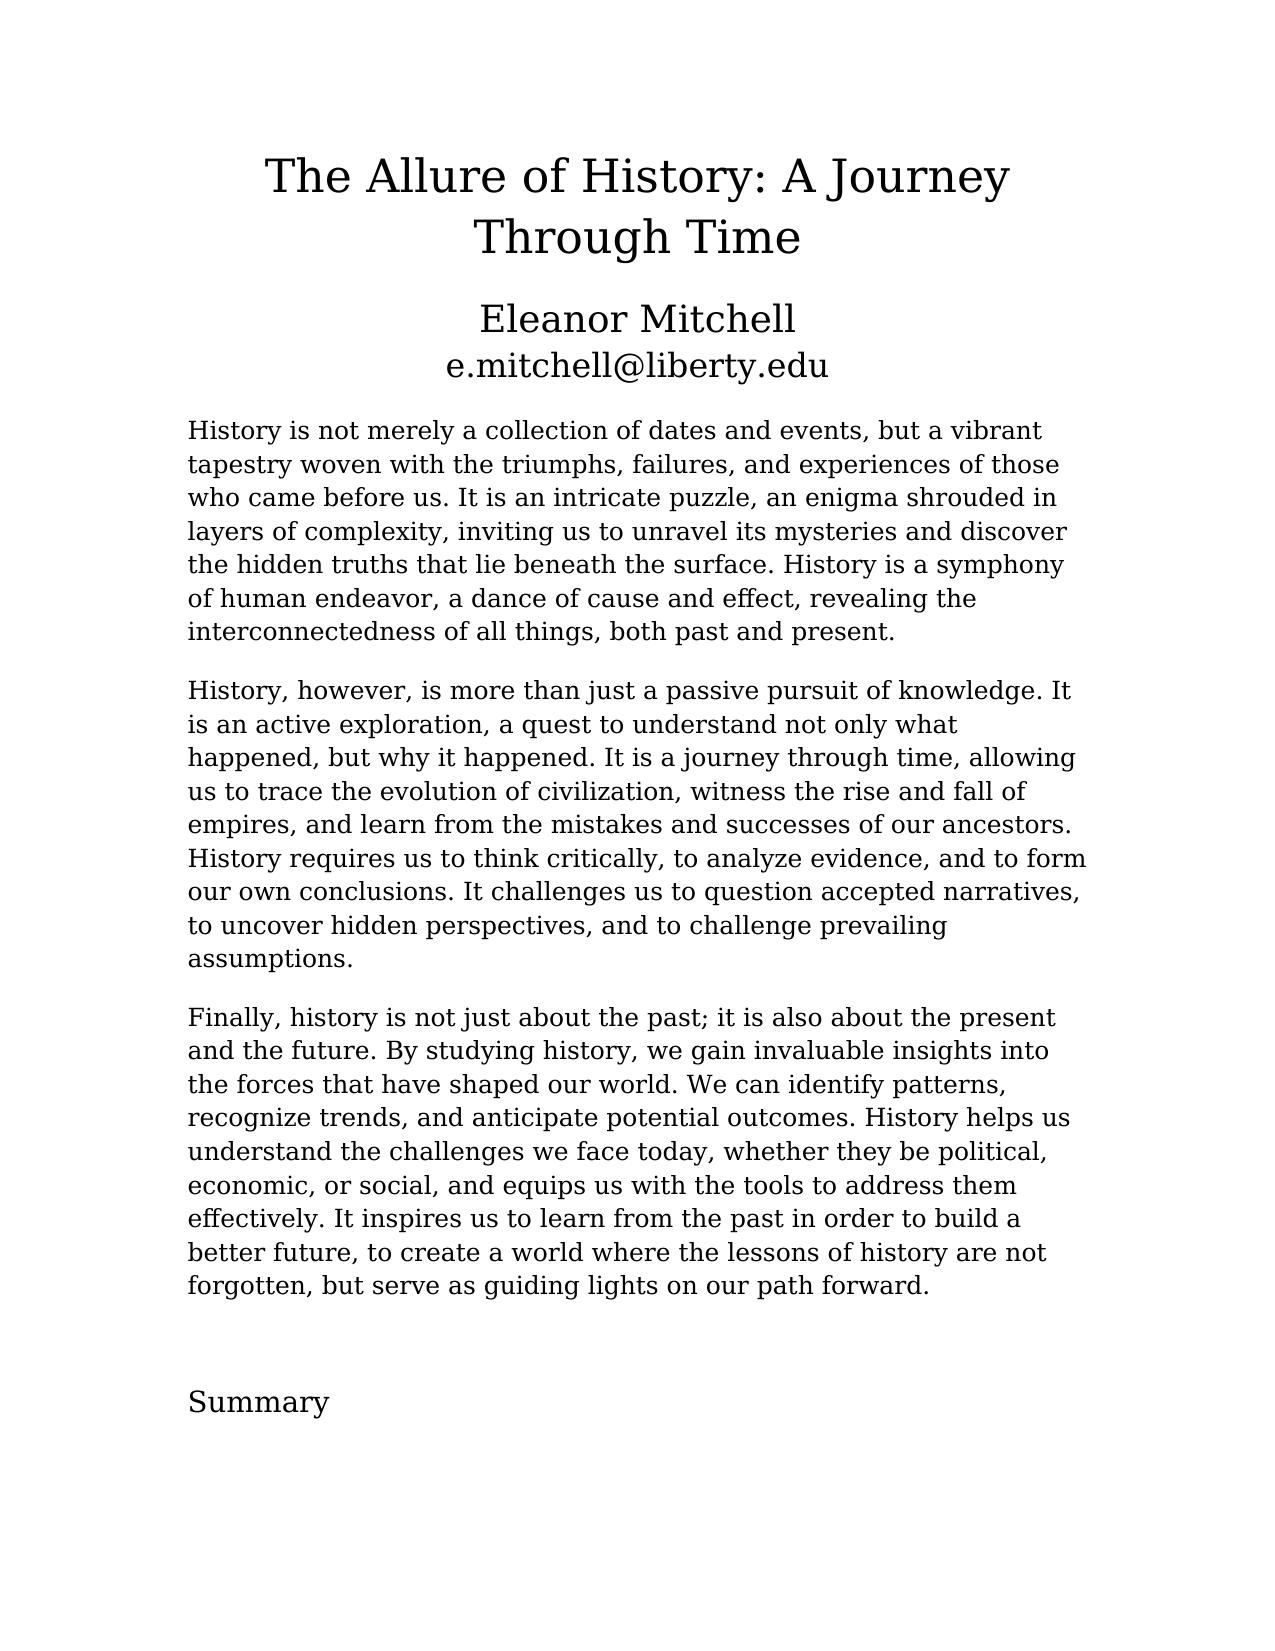 The Allure of History: A Journey
Through Time
Eleanor Mitchell
e.mitchell@liberty.edu
History is not merely a collection of dates and events, but a vibrant
tapestry woven with the triumphs, failures, and experiences of those
who came before us. It is an intricate puzzle, an enigma shrouded in
layers of complexity, inviting us to unravel its mysteries and discover
the hidden truths that lie beneath the surface. History is a symphony
of human endeavor, a dance of cause and effect, revealing the
interconnectedness of all things, both past and present.
History, however, is more than just a passive pursuit of knowledge. It
is an active exploration, a quest to understand not only what
happened, but why it happened. It is a journey through time, allowing
us to trace the evolution of civilization, witness the rise and fall of
empires, and learn from the mistakes and successes of our ancestors.
History requires us to think critically, to analyze evidence, and to form
our own conclusions. It challenges us to question accepted narratives,
to uncover hidden perspectives, and to challenge prevailing
assumptions.
Finally, history is not just about the past; it is also about the present
and the future. By studying history, we gain invaluable insights into
the forces that have shaped our world. We can identify patterns,
recognize trends, and anticipate potential outcomes. History helps us
understand the challenges we face today, whether they be political,
economic, or social, and equips us with the tools to address them
effectively. It inspires us to learn from the past in order to build a
better future, to create a world where the lessons of history are not
forgotten, but serve as guiding lights on our path forward.
Summary